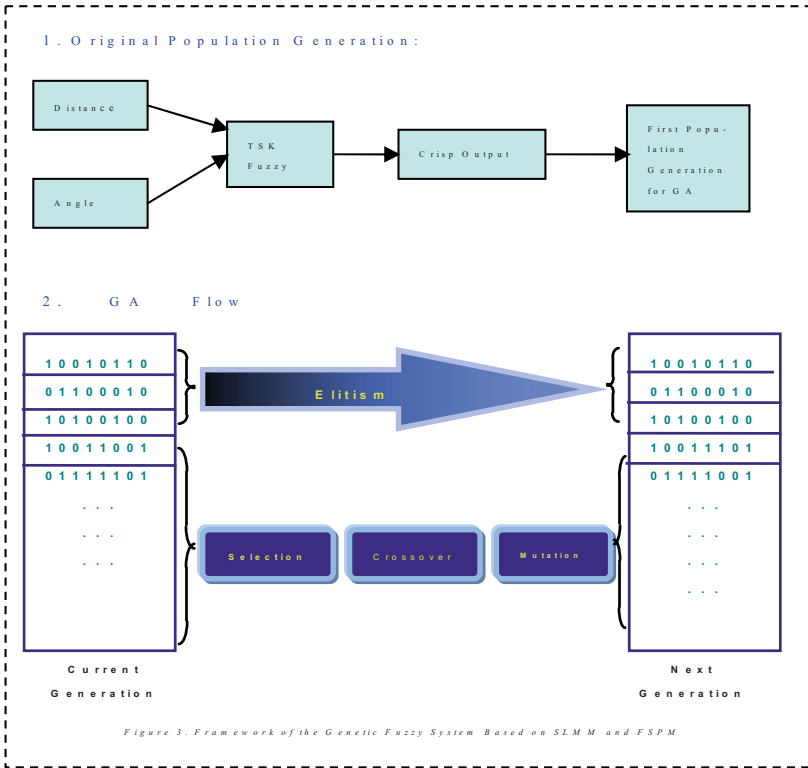 1. Original Population Generation:
Distance
Angle
TSK
Fuzzy
Crisp Output
First Popu-
lation
Generation
for GA
2. GA Flow
10010110
01100010
10100100
10011001
01111101
. . .
. . .
. . .
Current
Generation
Elitism
Selection
Crossover
Mutation
10010110
01100010
10100100
10011101
01111001
. . .
. . .
. . .
. . .
Next
Generation
Figure 3. Framework of the Genetic Fuzzy System Based on SLMM and FSPM